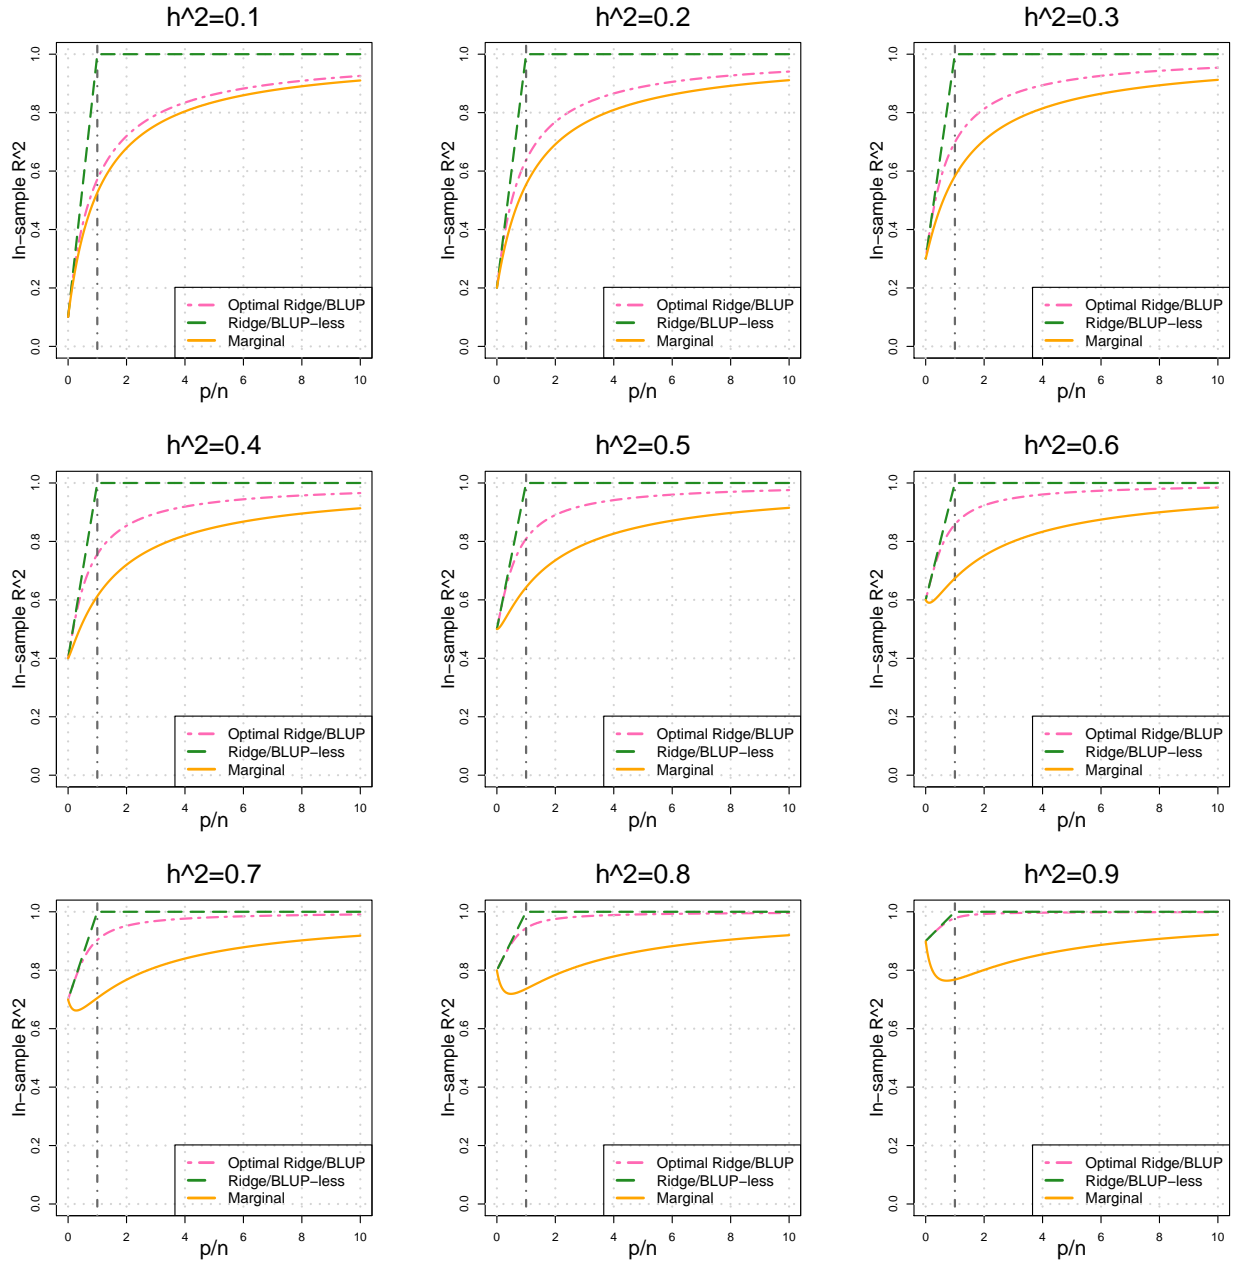 h^2=0.1
In−sample R^2
0.0 0.2 0.4 0.6 0.8 1.0
Optimal Ridge/BLUP
Ridge/BLUP−less
Marginal
0 2 4 6 8 10
p/n
h^2=0.2
In−sample R^2
0.0 0.2 0.4 0.6 0.8 1.0
Optimal Ridge/BLUP
Ridge/BLUP−less
Marginal
0 2 4 6 8 10
p/n
h^2=0.3
In−sample R^2
0.0 0.2 0.4 0.6 0.8 1.0
Optimal Ridge/BLUP
Ridge/BLUP−less
Marginal
0 2 4 6 8 10
p/n
h^2=0.4
In−sample R^2
0.0 0.2 0.4 0.6 0.8 1.0
Optimal Ridge/BLUP
Ridge/BLUP−less
Marginal
0 2 4 6 8 10
p/n
h^2=0.5
In−sample R^2
0.0 0.2 0.4 0.6 0.8 1.0
Optimal Ridge/BLUP
Ridge/BLUP−less
Marginal
0 2 4 6 8 10
p/n
h^2=0.6
In−sample R^2
0.0 0.2 0.4 0.6 0.8 1.0
Optimal Ridge/BLUP
Ridge/BLUP−less
Marginal
0 2 4 6 8 10
p/n
h^2=0.7
In−sample R^2
0.0 0.2 0.4 0.6 0.8 1.0
Optimal Ridge/BLUP
Ridge/BLUP−less
Marginal
0 2 4 6 8 10
p/n
h^2=0.8
In−sample R^2
0.0 0.2 0.4 0.6 0.8 1.0
Optimal Ridge/BLUP
Ridge/BLUP−less
Marginal
0 2 4 6 8 10
p/n
h^2=0.9
In−sample R^2
0.0 0.2 0.4 0.6 0.8 1.0
Optimal Ridge/BLUP
Ridge/BLUP−less
Marginal
0 2 4 6 8 10
p/n